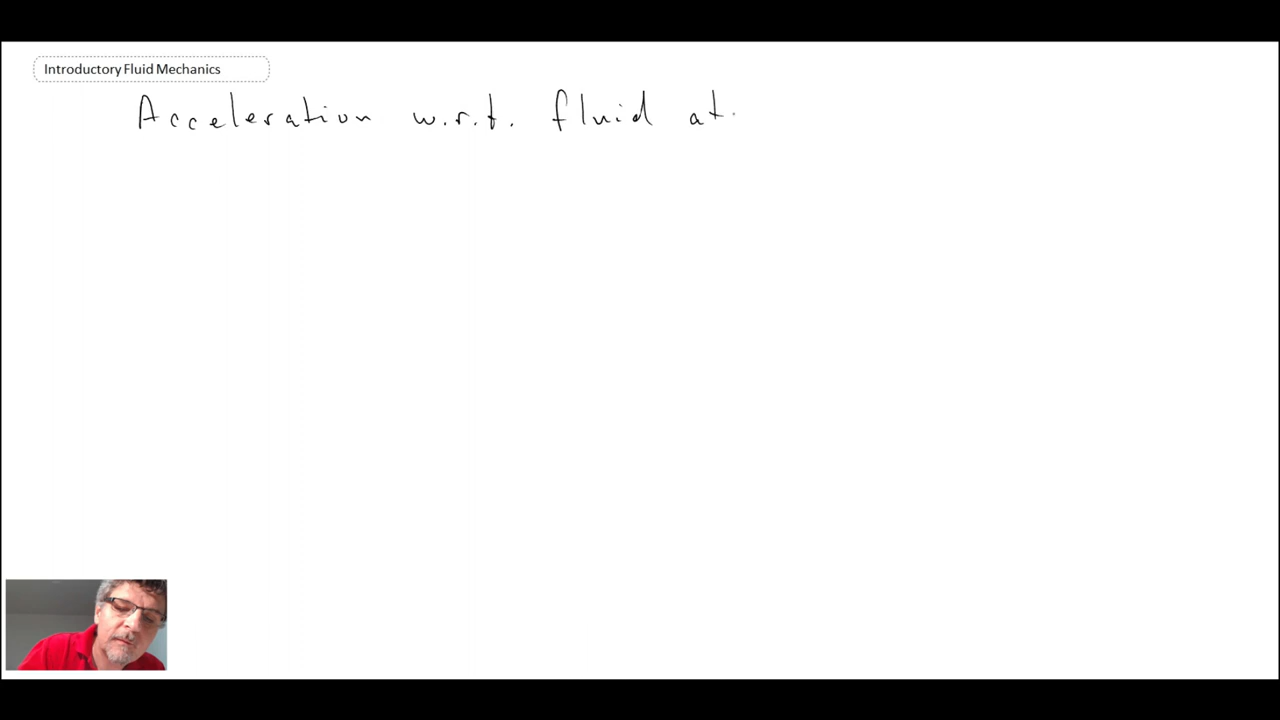 Introductory Fluid Mechanics
Acceleration w.r.t. fluid at